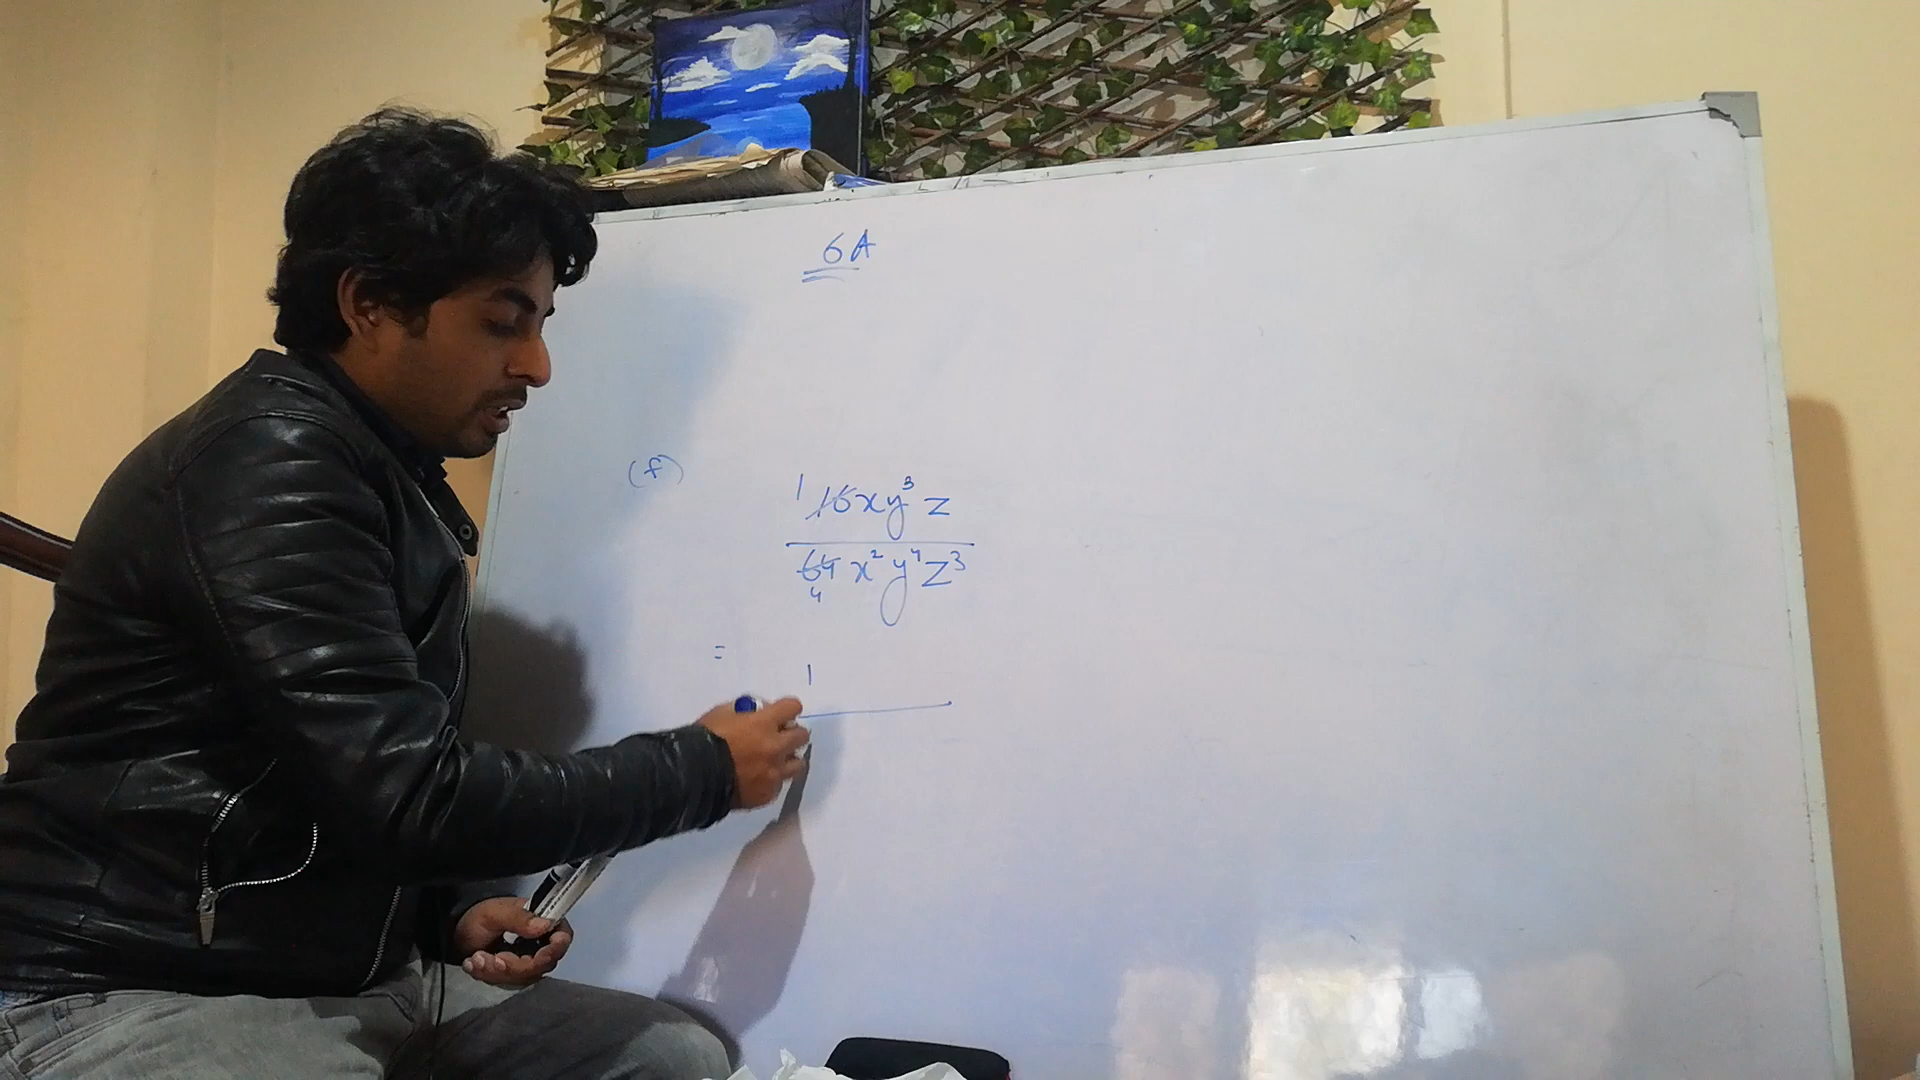 6A
(f)
1 16xy³z
64x²y⁴z³
4
=
1